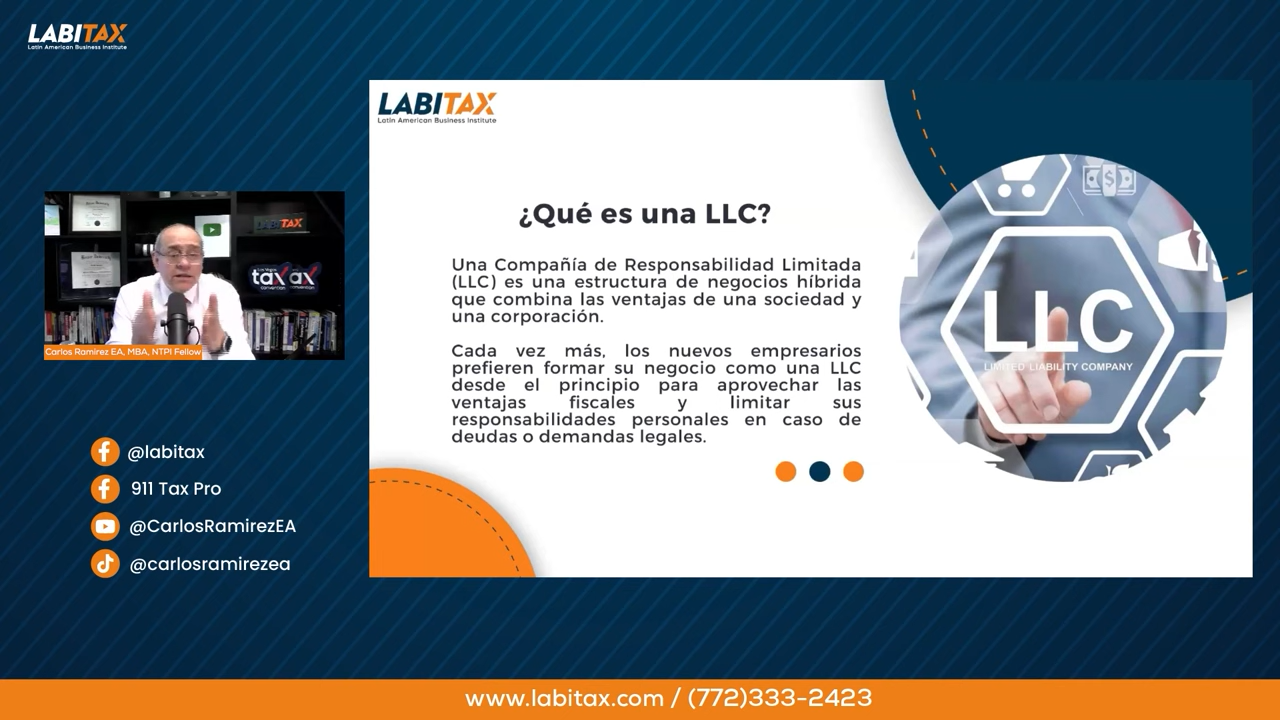 LABITAX
Latin American Business Institute
LABITAX
Latin American Business Institute
¿Qué es una LLC?
Una Compañía de Responsabilidad Limitada
(LLC) es una estructura de negocios híbrida
que combina las ventajas de una sociedad y
una corporación.
Cada vez más, los nuevos empresarios
prefieren formar su negocio como una LLC
desde el principio para aprovechar las
ventajas fiscales y limitar sus
responsabilidades personales en caso de
deudas o demandas legales.
LLC
LIMITED LIABILITY COMPANY
LABITAX
tax
convention
Carlos Ramirez EA, MBA, NTPI Fellow
@labitax
911 Tax Pro
@CarlosRamirezEA
@carlosramirezea
www.labitax.com / (772)333-2423